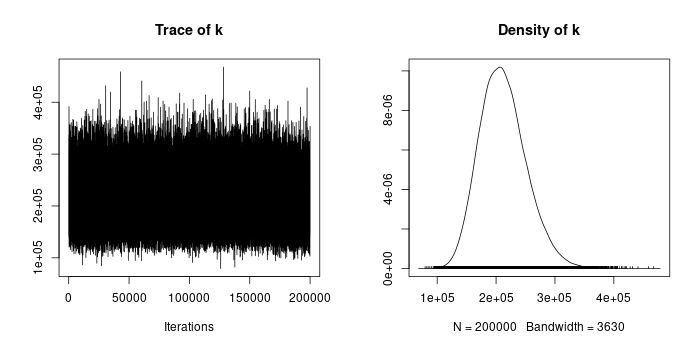 Trace of k
1e+05 2e+05 3e+05 4e+05
0 50000 100000 150000 200000
Iterations
Density of k
0e+00 4e-06 8e-06
1e+05 2e+05 3e+05 4e+05
N = 200000 Bandwidth = 3630